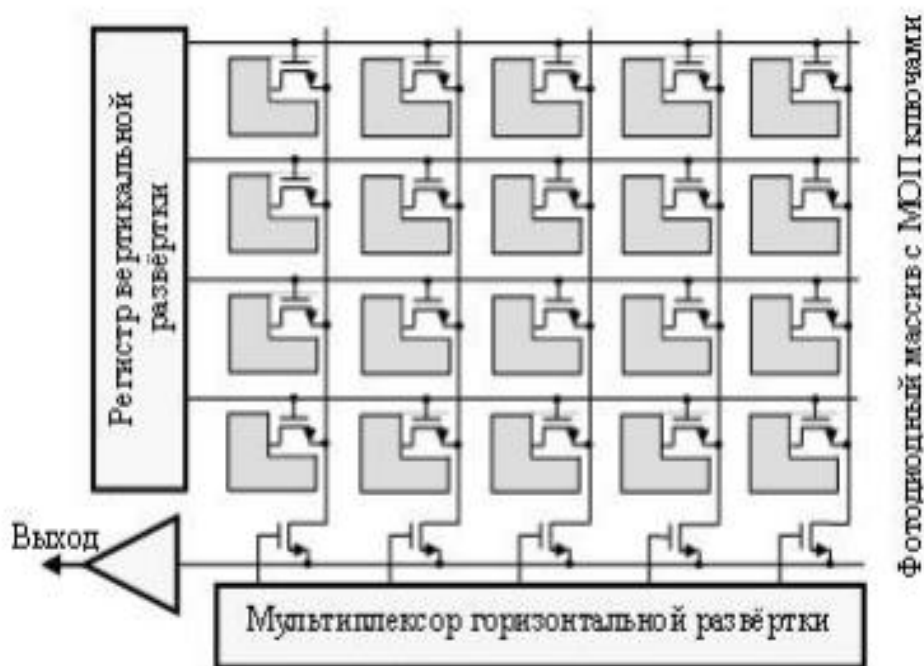 Регистр вертикальной
развёртки
Фотодиодный массив с МОП ключами
Выход
Мультиплексор горизонтальной развёртки